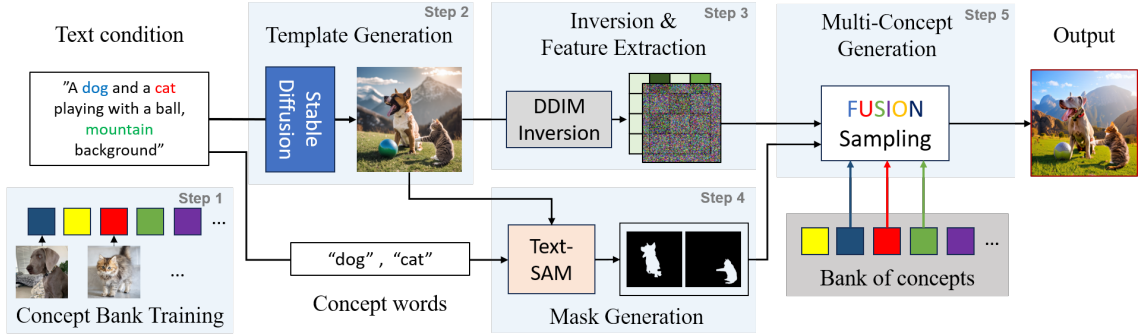 Text condition
"A dog and a cat
playing with a ball,
mountain
background"
Step 1
...
...
Concept Bank Training
Step 2
Template Generation
Stable
Diffusion
Step 3
Inversion &
Feature Extraction
DDIM
Inversion
"dog" , "cat"
Concept words
Step 4
Text-
SAM
Mask Generation
Step 5
Multi-Concept
Generation
FUSION
Sampling
...
Bank of concepts
Output